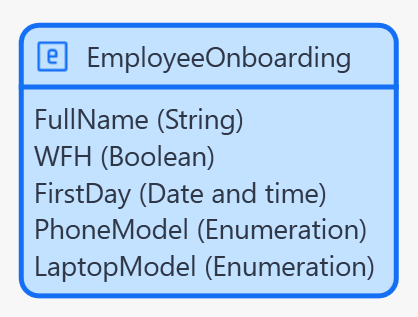 e EmployeeOnboarding
FullName (String)
WFH (Boolean)
FirstDay (Date and time)
PhoneModel (Enumeration)
LaptopModel (Enumeration)